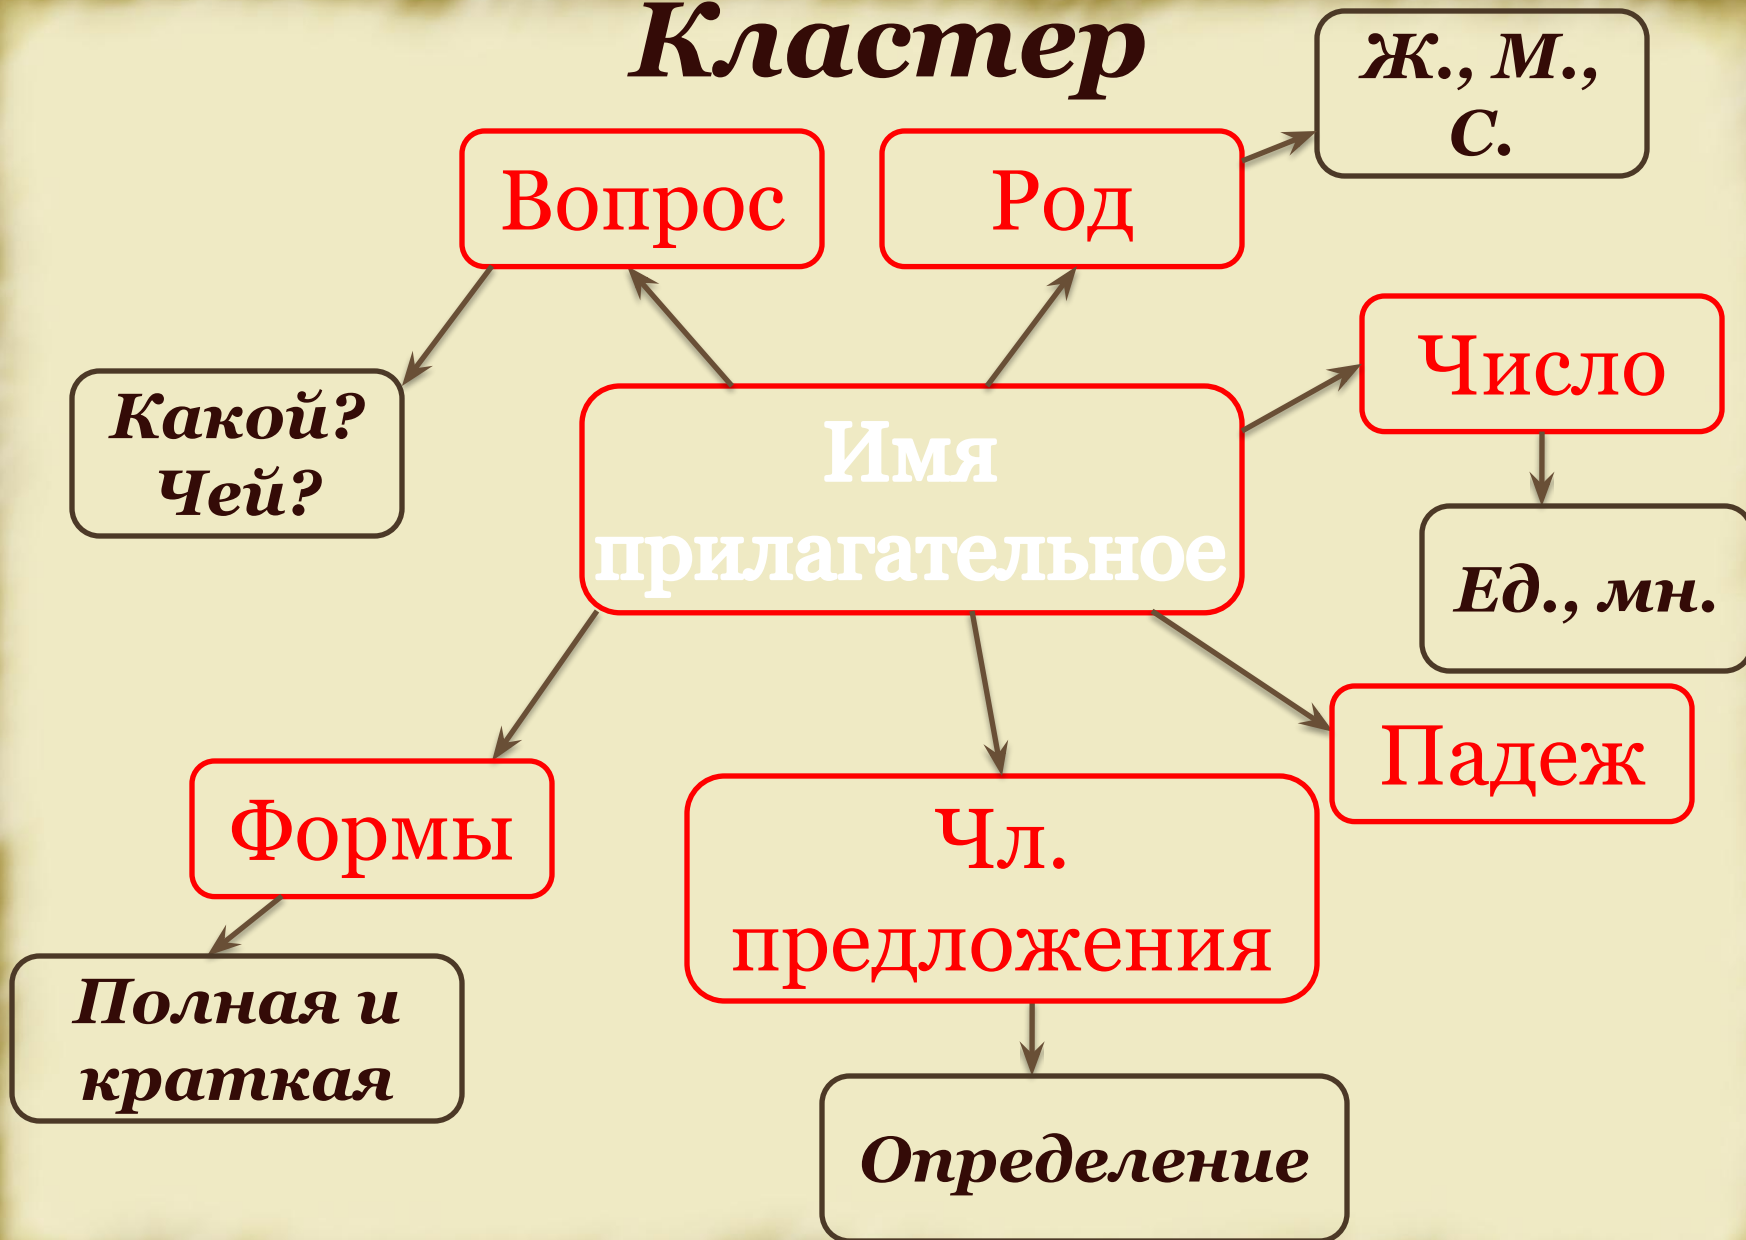 Кластер
Ж., М.,
С.
Вопрос
Род
Число
Какой?
Чей?
Имя
прилагательное
Ед., мн.
Падеж
Формы
Чл.
предложения
Полная и
краткая
Определение